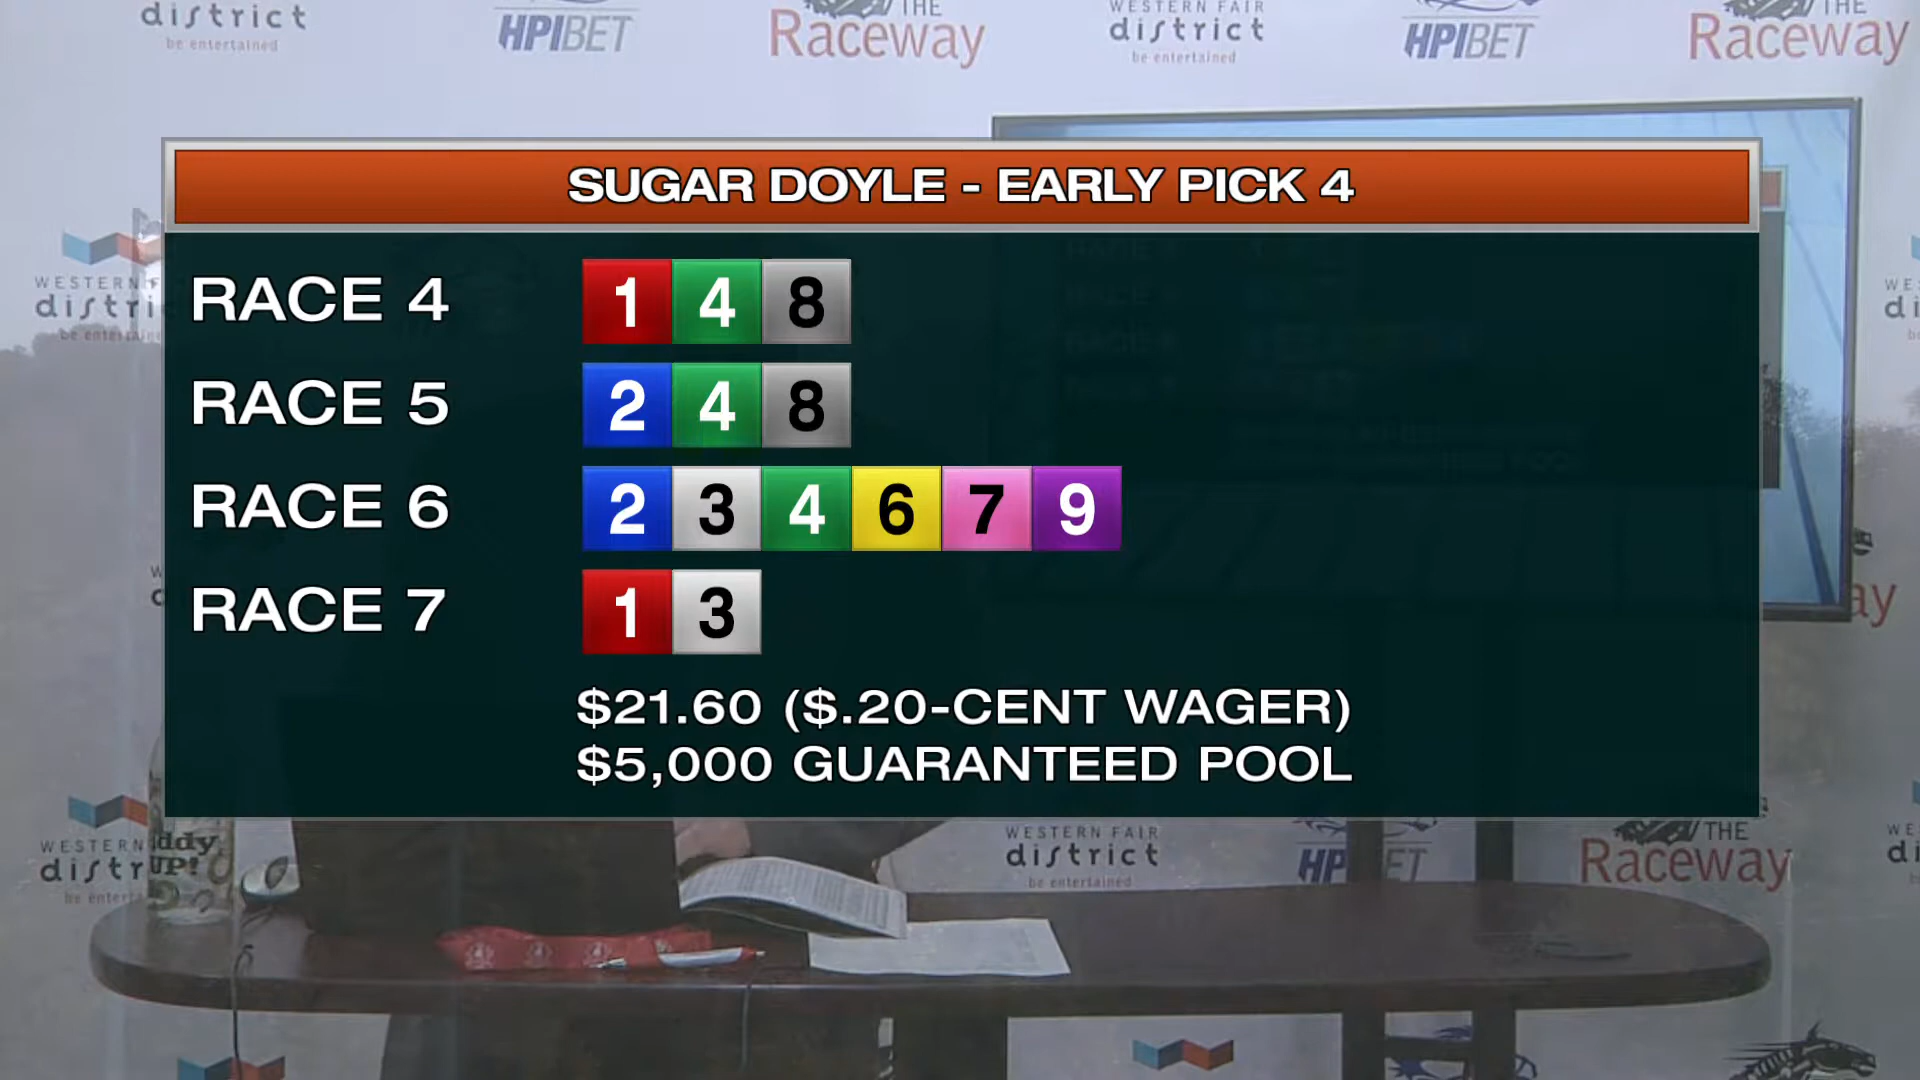 district
be entertained
HPIBET
THE
Raceway
WESTERN FAIR
district
be entertained
HPIBET
THE
Raceway
SUGAR DOYLE - EARLY PICK 4
RACE 4 1 4 8
RACE 5 2 4 8
RACE 6 2 3 4 6 7 9
RACE 7 1 3
$21.60 ($.20-CENT WAGER)
$5,000 GUARANTEED POOL
WESTERN FAIR
district
be entertained
THE
Raceway